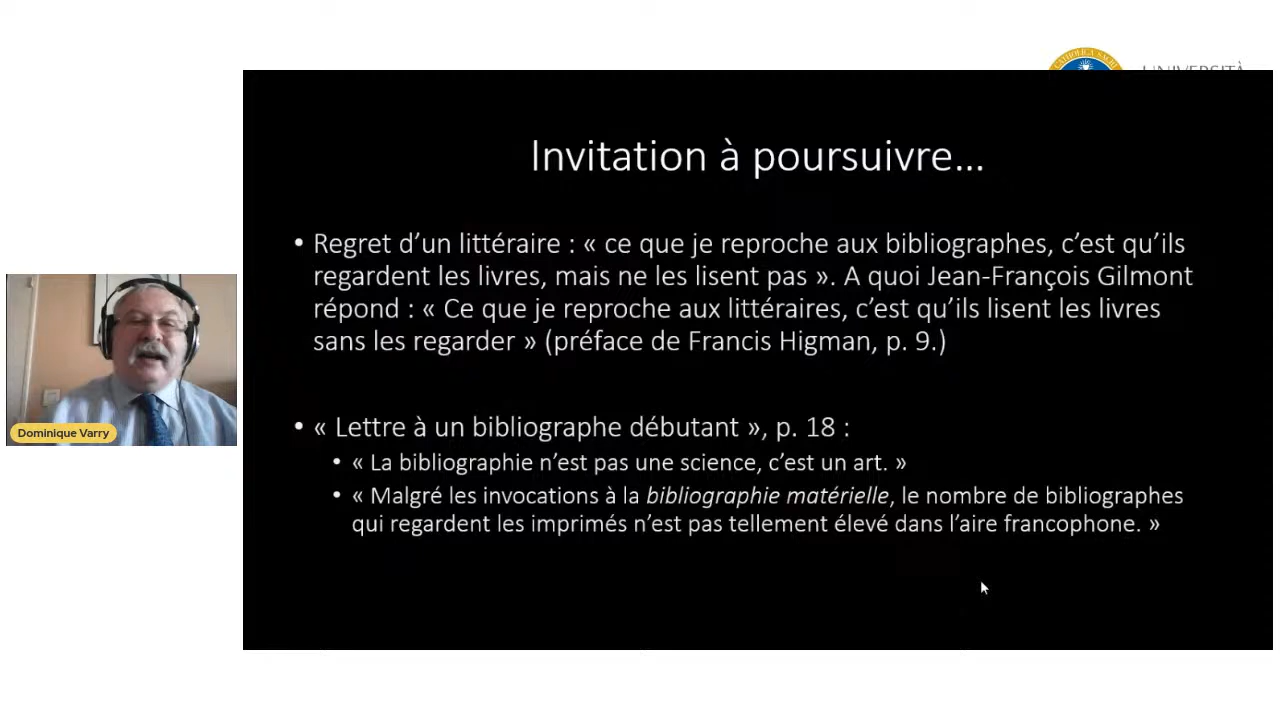 CATHOLICA SACRI
UNIVERSITÀ
Invitation à poursuivre...
• Regret d’un littéraire : « ce que je reproche aux bibliographes, c’est qu’ils
regardent les livres, mais ne les lisent pas ». A quoi Jean-François Gilmont
répond : « Ce que je reproche aux littéraires, c’est qu’ils lisent les livres
sans les regarder » (préface de Francis Higman, p. 9.)
• « Lettre à un bibliographe débutant », p. 18 :
• « La bibliographie n’est pas une science, c’est un art. »
• « Malgré les invocations à la bibliographie matérielle, le nombre de bibliographes
qui regardent les imprimés n’est pas tellement élevé dans l’aire francophone. »
Dominique Varry